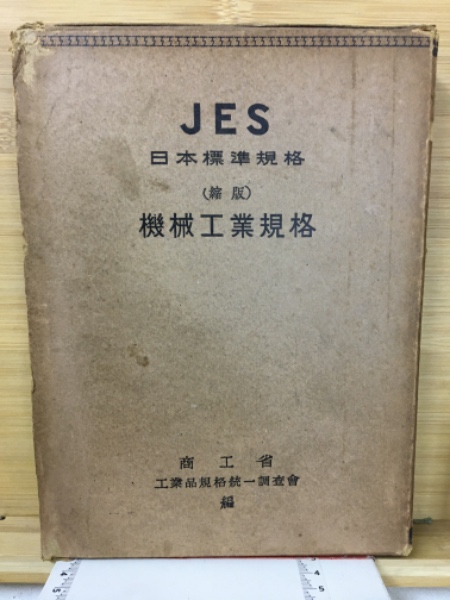 JES
日本標準規格
(縮版)
機械工業規格
商工省
工業品規格統一調査會
編